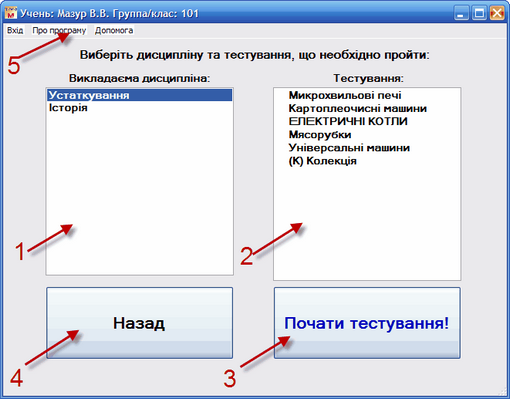 Учень: Мазур В.В. Группа/клас: 101
Вхід Про програму Допомога
5
Виберіть дисципліну та тестування, що необхідно пройти:
Викладаєма дисципліна:
Устаткування
Історія
1
Тестування:
Микрохвильові печі
Картоплеочисні машини
ЕЛЕКТРИЧНІ КОТЛИ
Мясорубки
Універсальні машини
(К) Колекція
2
Назад
4
Почати тестування!
3